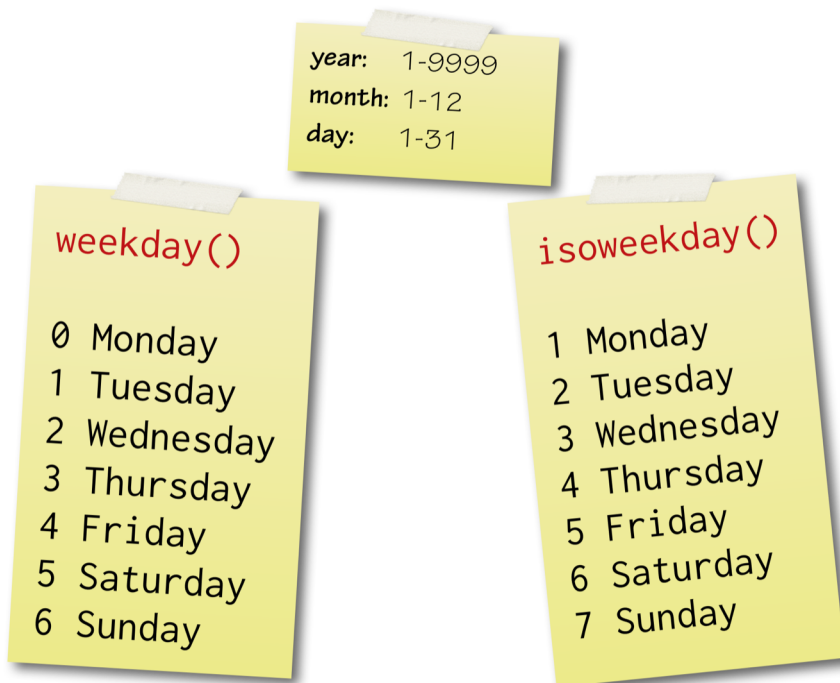 year: 1-9999
month: 1-12
day: 1-31
weekday()
0 Monday
1 Tuesday
2 Wednesday
3 Thursday
4 Friday
5 Saturday
6 Sunday
isoweekday()
1 Monday
2 Tuesday
3 Wednesday
4 Thursday
5 Friday
6 Saturday
7 Sunday